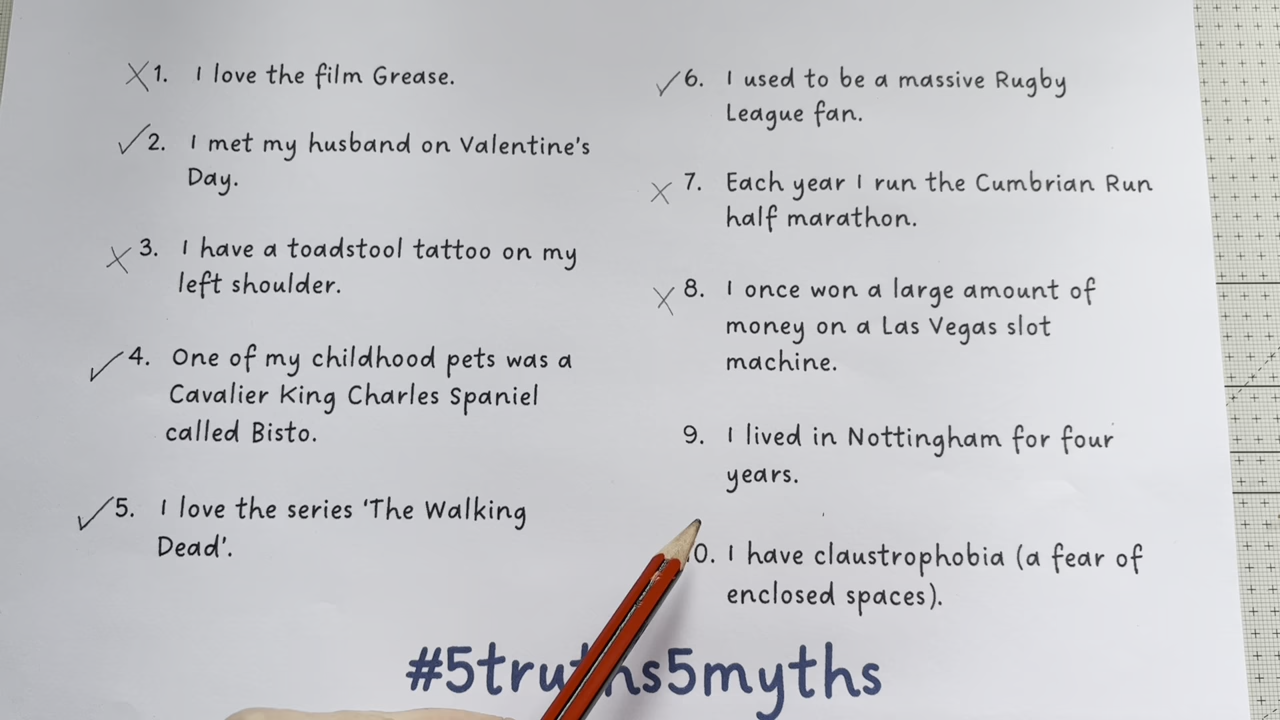 1. I love the film Grease.
2. I met my husband on Valentine's
Day.
3. I have a toadstool tattoo on my
left shoulder.
4. One of my childhood pets was a
Cavalier King Charles Spaniel
called Bisto.
5. I love the series 'The Walking
Dead'.
6. I used to be a massive Rugby
League fan.
7. Each year I run the Cumbrian Run
half marathon.
8. I once won a large amount of
money on a Las Vegas slot
machine.
9. I lived in Nottingham for four
years.
0. I have claustrophobia (a fear of
enclosed spaces).
#5truths5myths